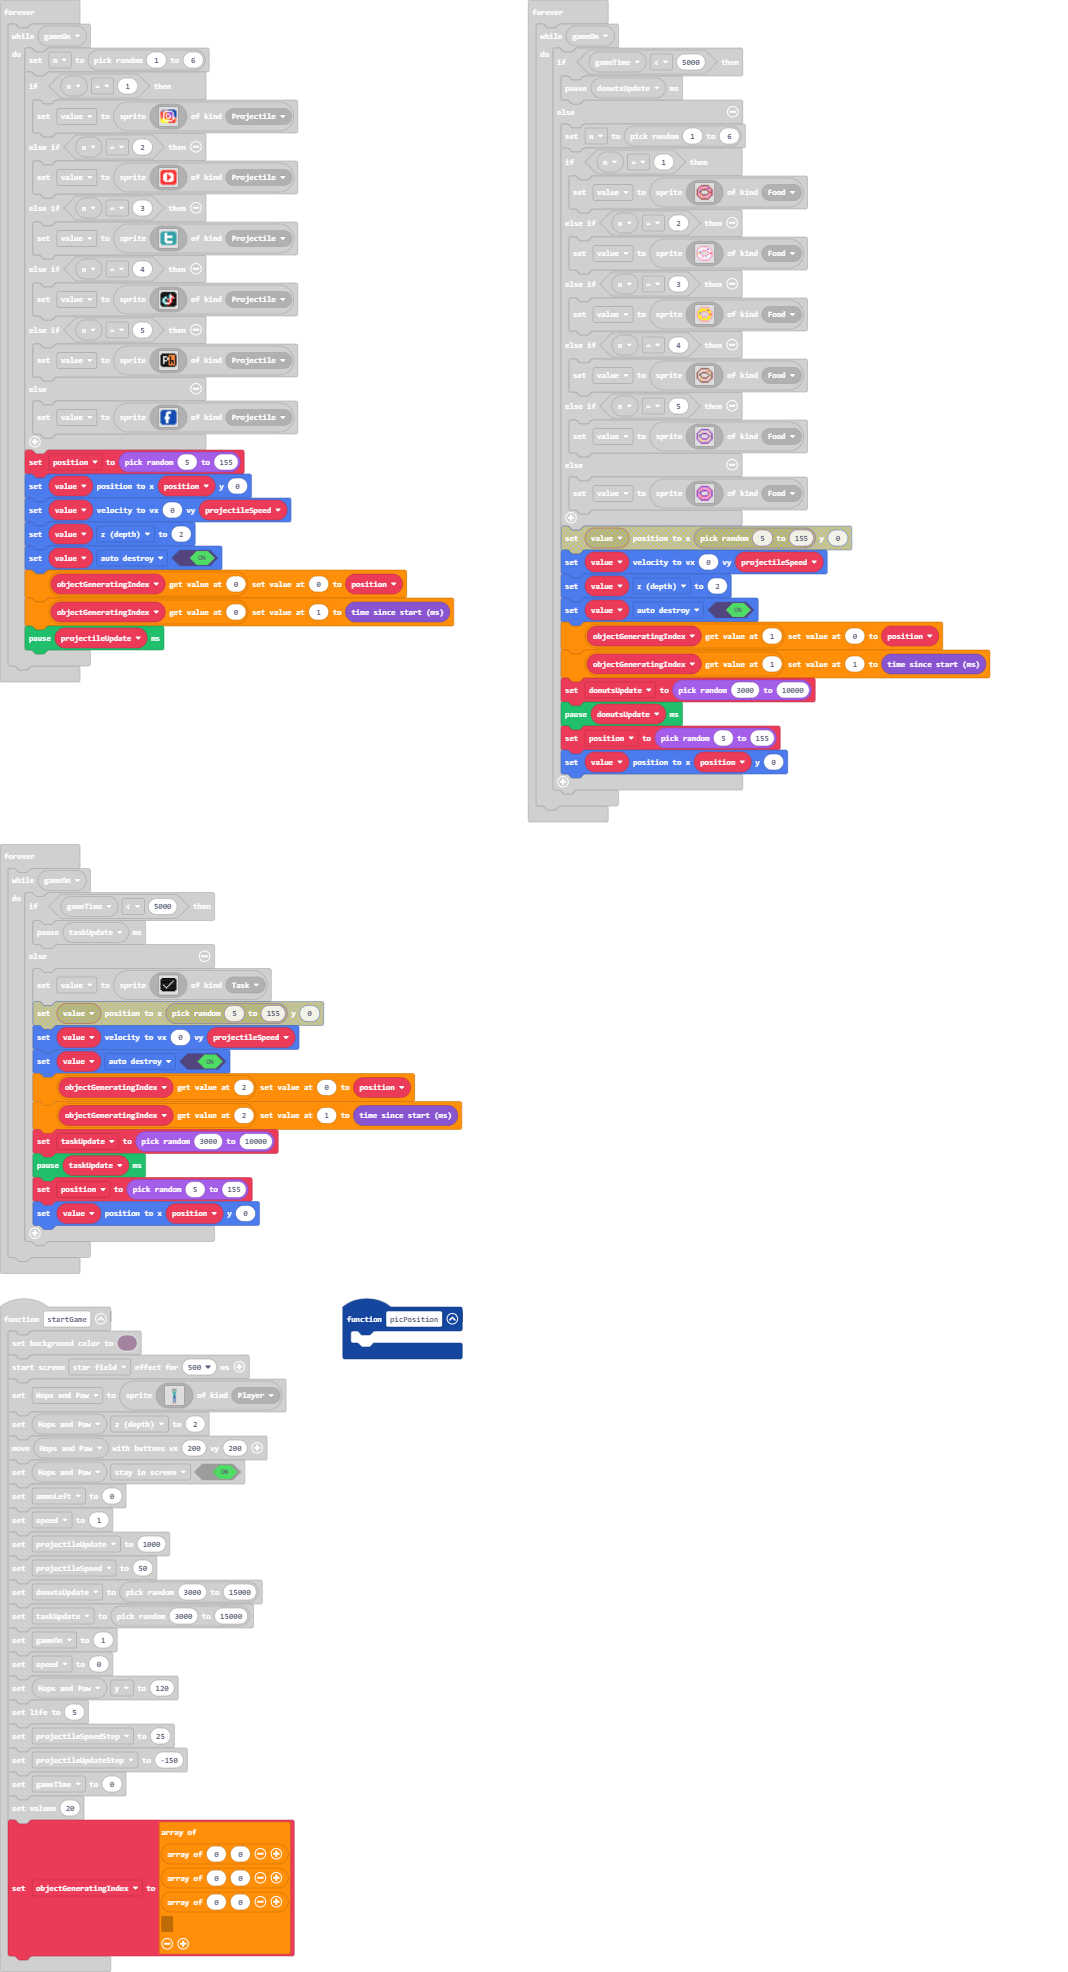 forever
while gameOn
do
set n to pick random 1 to 6
if n = 1 then
set value to sprite of kind Projectile
else if n = 2 then
set value to sprite of kind Projectile
else if n = 3 then
set value to sprite of kind Projectile
else if n = 4 then
set value to sprite of kind Projectile
else if n = 5 then
set value to sprite of kind Projectile
else
set value to sprite of kind Projectile
set position to pick random 5 to 155
set value position to x position y 0
set value velocity to vx 0 vy projectileSpeed
set value z (depth) to 2
set value auto destroy ON
objectGeneratingIndex get value at 0 set value at 0 to position
objectGeneratingIndex get value at 0 set value at 1 to time since start (ms)
pause projectileUpdate ms
forever
while gameOn
do
if gameTime < 5000 then
pause donutsUpdate ms
else
set n to pick random 1 to 6
if n = 1 then
set value to sprite of kind Food
else if n = 2 then
set value to sprite of kind Food
else if n = 3 then
set value to sprite of kind Food
else if n = 4 then
set value to sprite of kind Food
else if n = 5 then
set value to sprite of kind Food
else
set value to sprite of kind Food
set value position to x pick random 5 to 155 y 0
set value velocity to vx 0 vy projectileSpeed
set value z (depth) to 2
set value auto destroy ON
objectGeneratingIndex get value at 1 set value at 0 to position
objectGeneratingIndex get value at 1 set value at 1 to time since start (ms)
set donutsUpdate to pick random 3000 to 10000
pause donutsUpdate ms
set position to pick random 5 to 155
set value position to x position y 0
forever
while gameOn
do
if gameTime < 5000 then
pause taskUpdate ms
else
set value to sprite of kind Task
set value position to x pick random 5 to 155 y 0
set value velocity to vx 0 vy projectileSpeed
set value auto destroy ON
objectGeneratingIndex get value at 2 set value at 0 to position
objectGeneratingIndex get value at 2 set value at 1 to time since start (ms)
set taskUpdate to pick random 3000 to 10000
pause taskUpdate ms
set position to pick random 5 to 155
set value position to x position y 0
function startGame
set background color to
start screen star field effect for 500 ms
set Hops and Paw to sprite of kind Player
set Hops and Paw z (depth) to 2
move Hops and Paw with buttons vx 200 vy 200
set Hops and Paw stay in screen ON
set ammoLeft to 0
set speed to 1
set projectileUpdate to 1000
set projectileSpeed to 50
set donutsUpdate to pick random 3000 to 15000
set taskUpdate to pick random 3000 to 15000
set gameOn to 1
set speed to 0
set Hops and Paw y to 120
set life to 5
set projectileSpeedStep to 25
set projectileUpdateStep to -150
set gameTime to 0
set volume 20
set objectGeneratingIndex to array of
array of 0 0
array of 0 0
array of 0 0
function picPosition